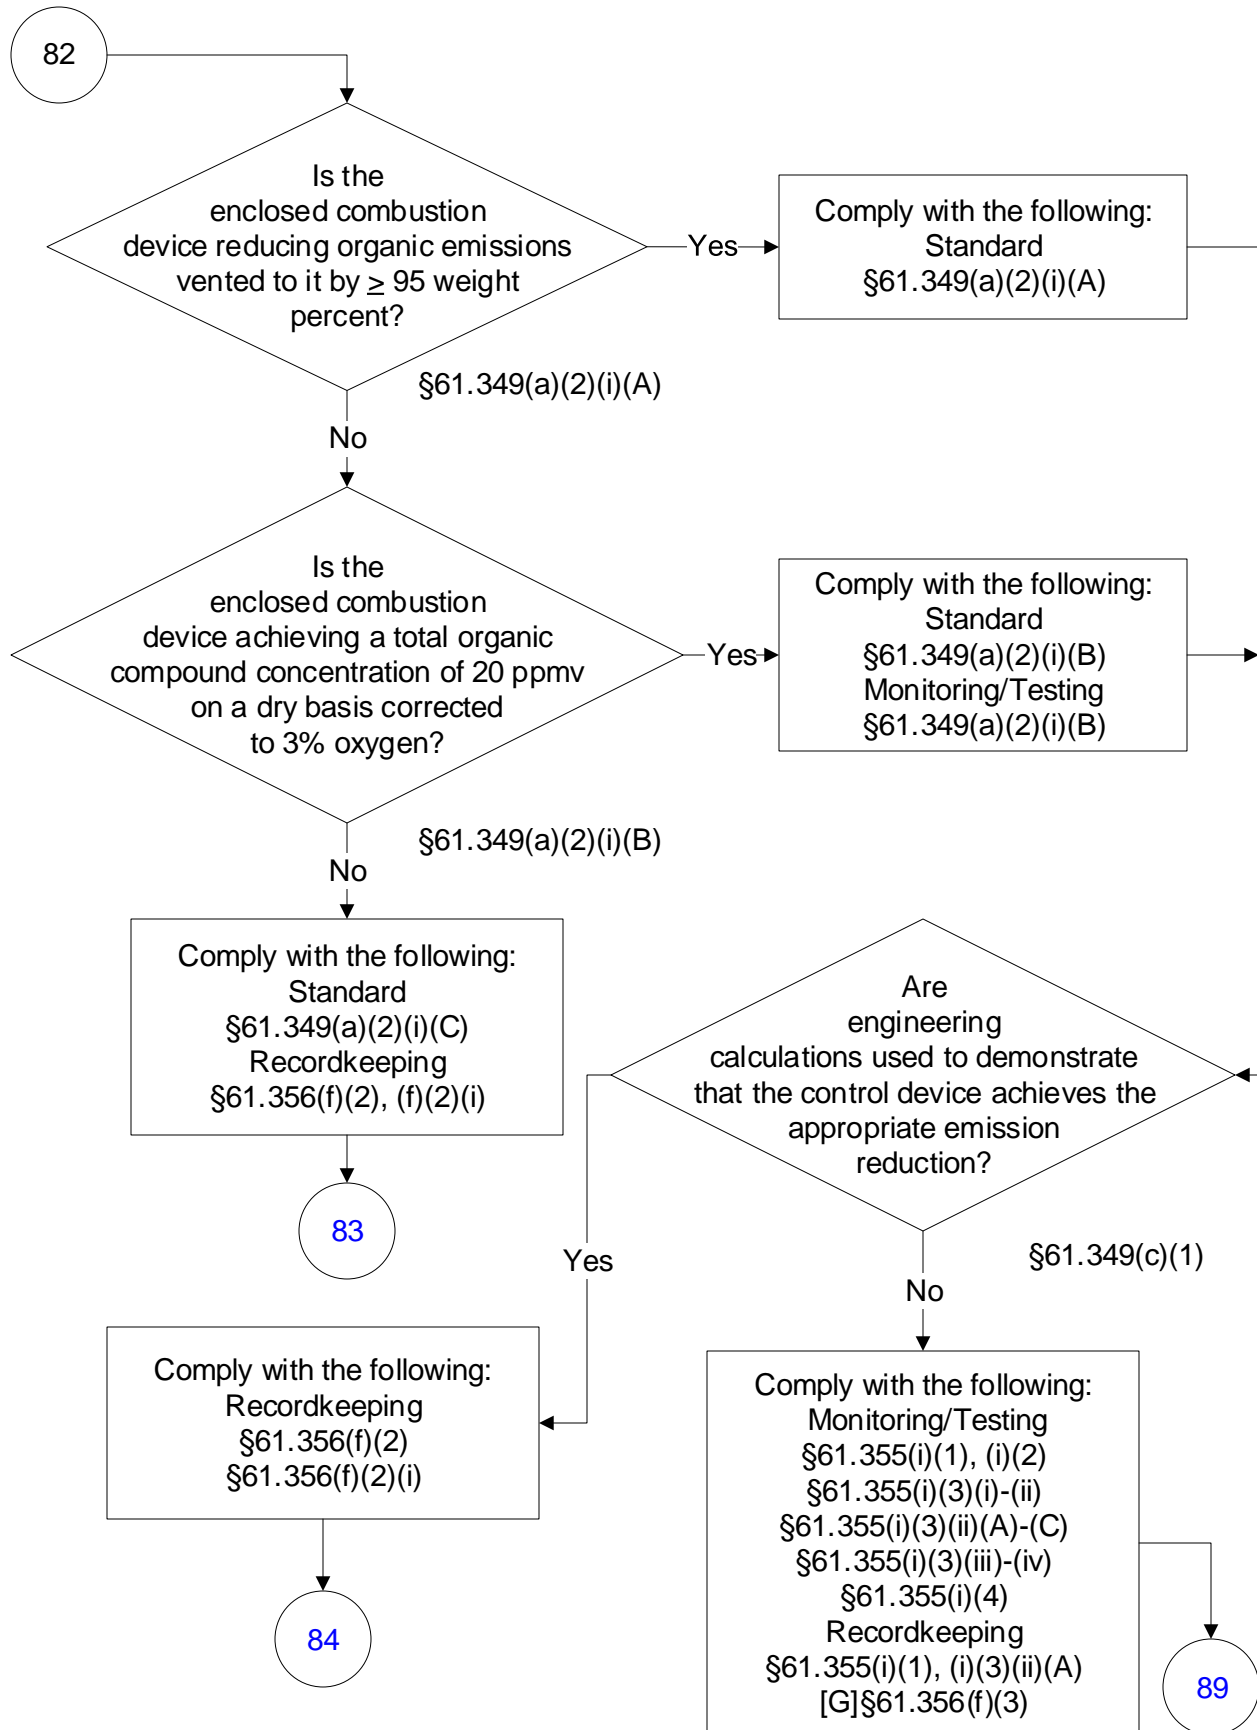 82
Is the
enclosed combustion
device reducing organic emissions
vented to it by ≥ 95 weight
percent?
Yes
Comply with the following:
Standard
§61.349(a)(2)(i)(A)
§61.349(a)(2)(i)(A)
No
Is the
enclosed combustion
device achieving a total organic
compound concentration of 20 ppmv
on a dry basis corrected
to 3% oxygen?
Yes
Comply with the following:
Standard
§61.349(a)(2)(i)(B)
Monitoring/Testing
§61.349(a)(2)(i)(B)
§61.349(a)(2)(i)(B)
No
Comply with the following:
Standard
§61.349(a)(2)(i)(C)
Recordkeeping
§61.356(f)(2), (f)(2)(i)
83
Are
engineering
calculations used to demonstrate
that the control device achieves the
appropriate emission
reduction?
§61.349(c)(1)
Yes
No
Comply with the following:
Recordkeeping
§61.356(f)(2)
§61.356(f)(2)(i)
84
Comply with the following:
Monitoring/Testing
§61.355(i)(1), (i)(2)
§61.355(i)(3)(i)-(ii)
§61.355(i)(3)(ii)(A)-(C)
§61.355(i)(3)(iii)-(iv)
§61.355(i)(4)
Recordkeeping
§61.355(i)(1), (i)(3)(ii)(A)
[G]§61.356(f)(3)
89